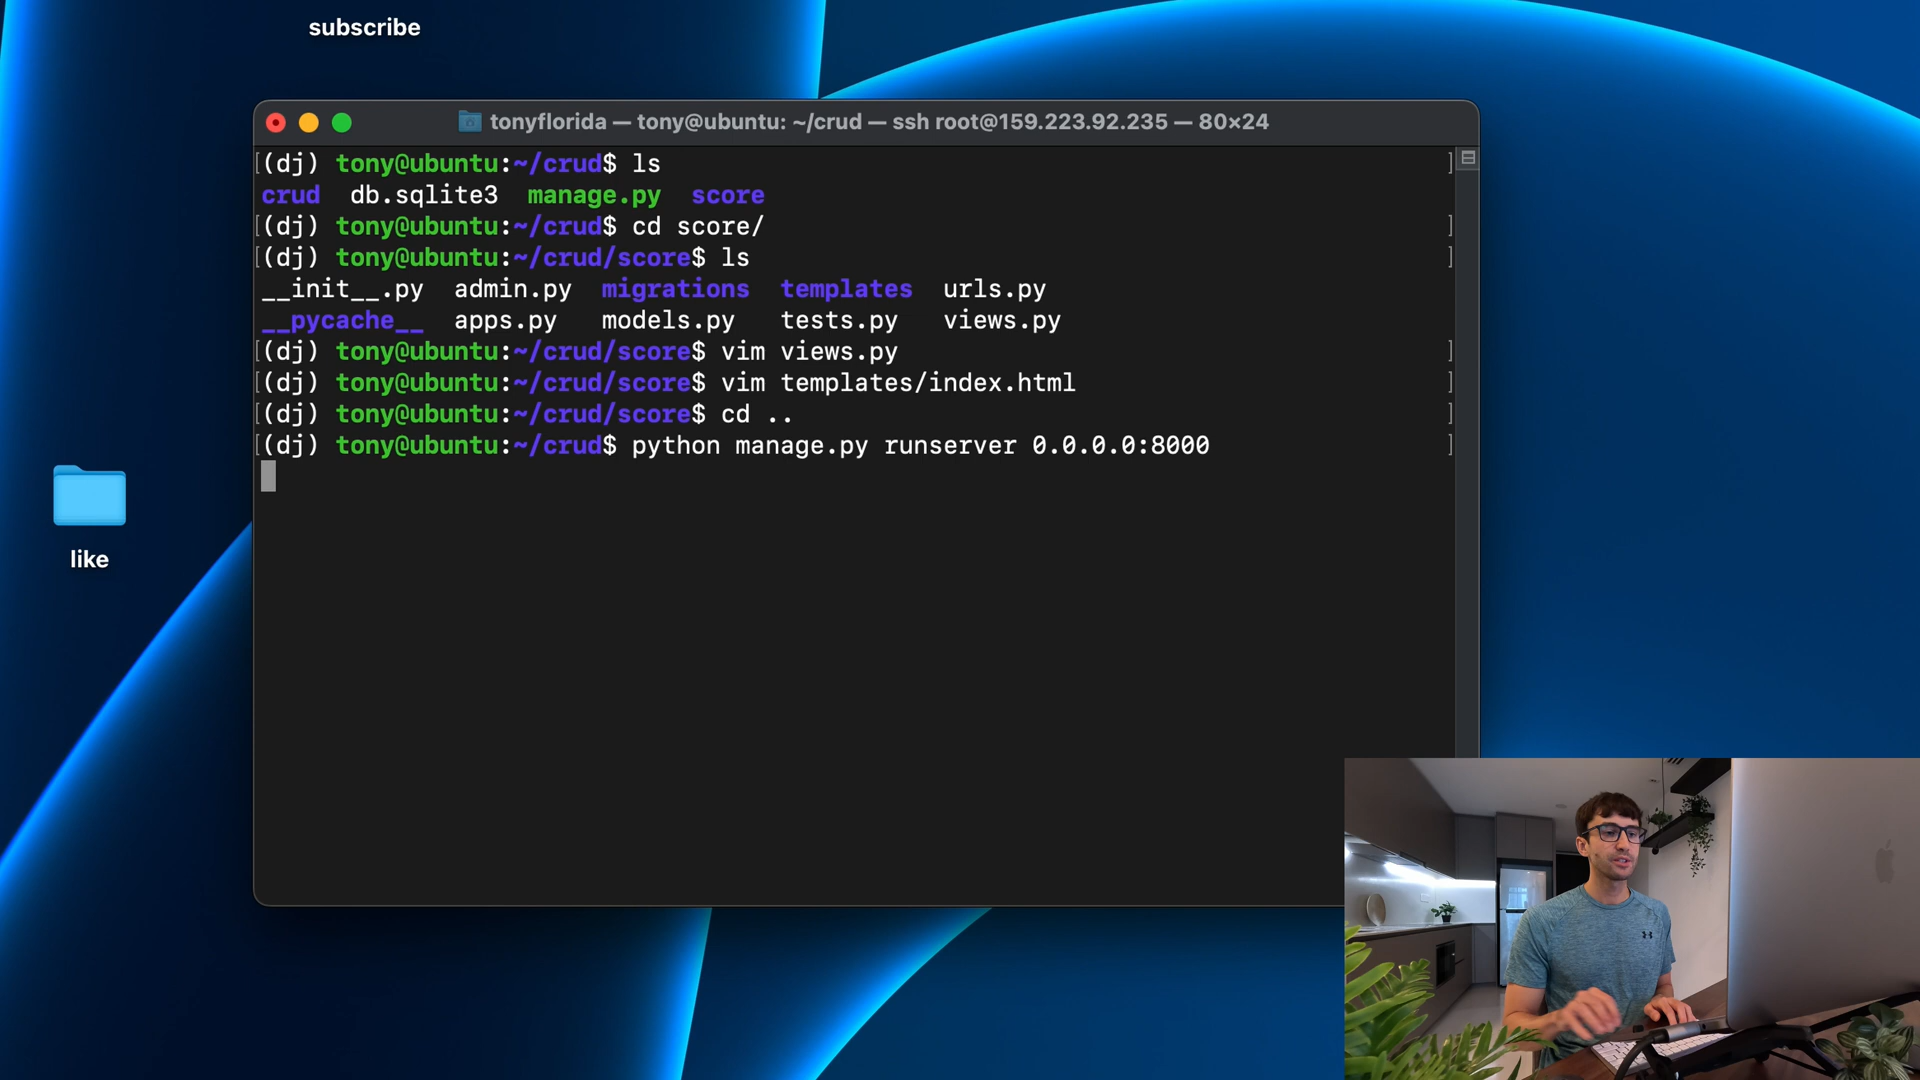 subscribe
tonyflorida — tony@ubuntu: ~/crud — ssh root@159.223.92.235 — 80×24
[(dj) tony@ubuntu:~/crud$ ls ]
crud db.sqlite3 manage.py score
[(dj) tony@ubuntu:~/crud$ cd score/ ]
[(dj) tony@ubuntu:~/crud/score$ ls ]
__init__.py admin.py migrations templates urls.py
__pycache__ apps.py models.py tests.py views.py
[(dj) tony@ubuntu:~/crud/score$ vim views.py ]
[(dj) tony@ubuntu:~/crud/score$ vim templates/index.html ]
[(dj) tony@ubuntu:~/crud/score$ cd .. ]
[(dj) tony@ubuntu:~/crud$ python manage.py runserver 0.0.0.0:8000 ]
like